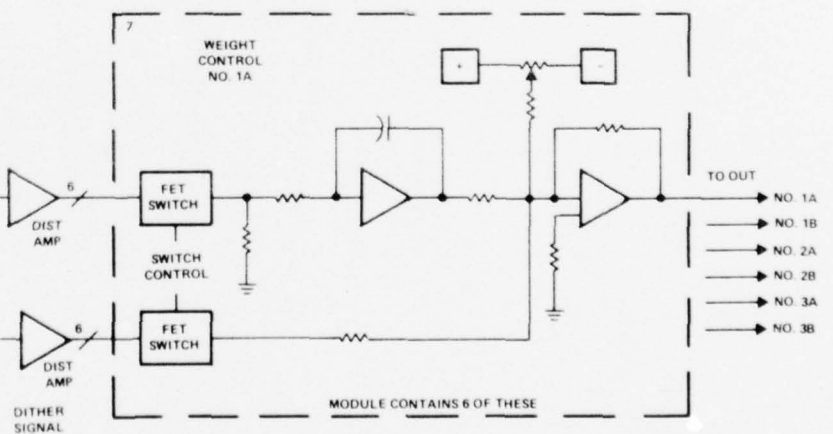 7
WEIGHT
CONTROL
NO. 1A
+
-
6
DIST
AMP
FET
SWITCH
SWITCH
CONTROL
TO OUT
NO. 1A
NO. 1B
NO. 2A
NO. 2B
NO. 3A
NO. 3B
6
DIST
AMP
FET
SWITCH
DITHER
SIGNAL
MODULE CONTAINS 6 OF THESE